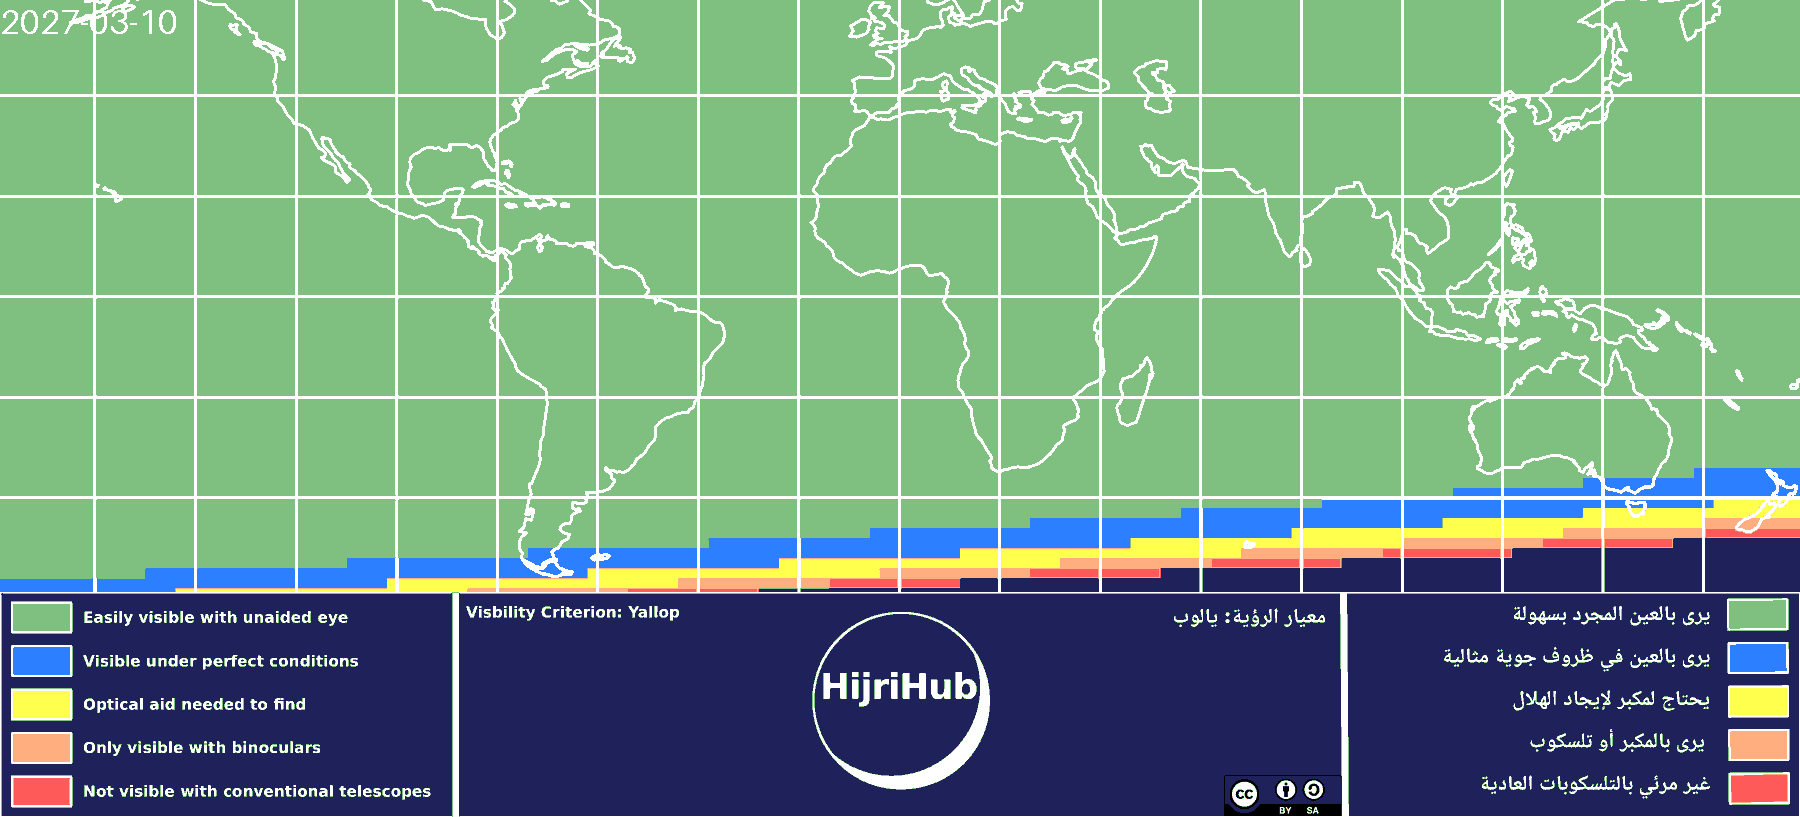 2027-03-10
Easily visible with unaided eye
Visible under perfect conditions
Optical aid needed to find
Only visible with binoculars
Not visible with conventional telescopes
Visbility Criterion: Yallop
معيار الرؤية: يالوب
HijriHub
cc
BY SA
يرى بالعين المجرد بسهولة
يرى بالعين في ظروف جوية مثالية
يحتاج لمكبر لإيجاد الهلال
يرى بالمكبر أو تلسكوب
غير مرئي بالتلسكوبات العادية